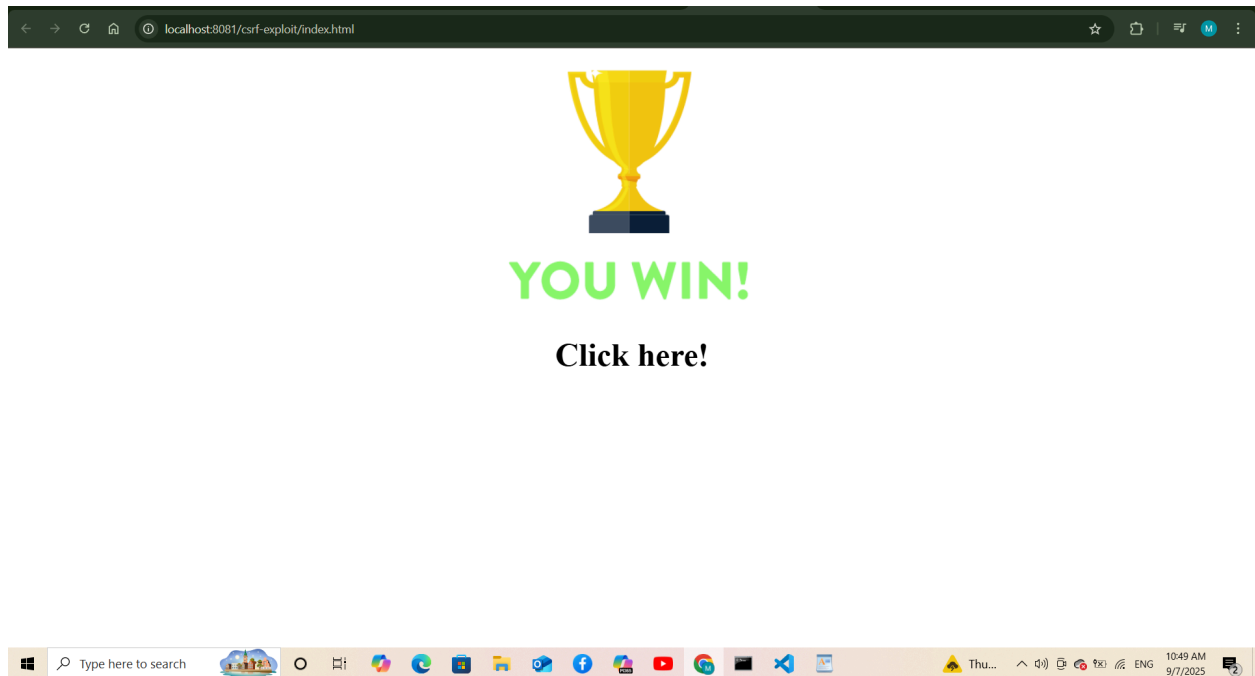 localhost:8081/csrf-exploit/index.html
M
YOU WIN!
Click here!
Type here to search
Thu...
ENG
10:49 AM
9/7/2025
2